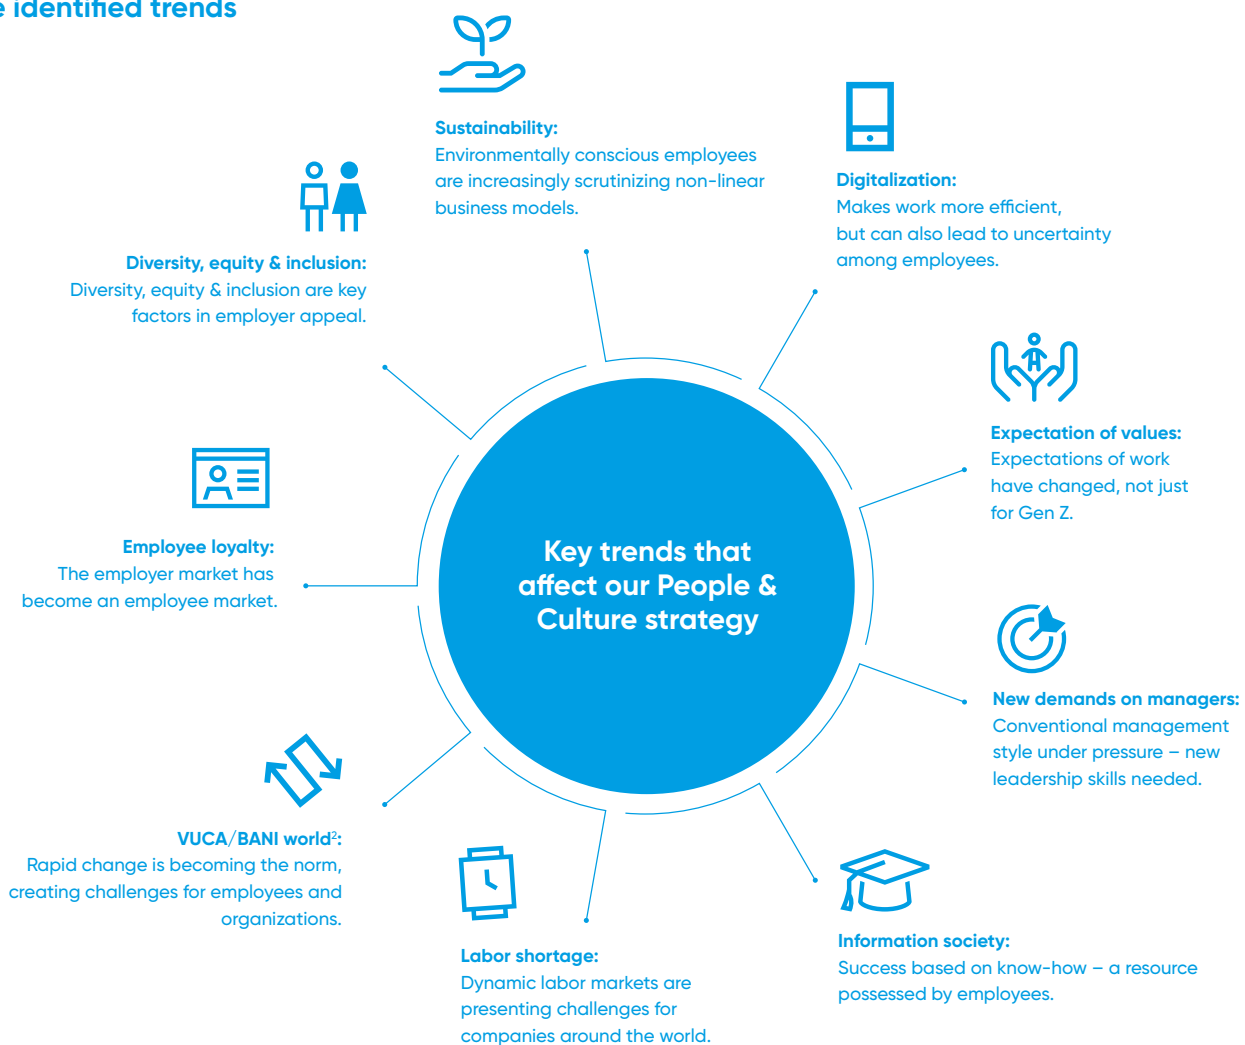 identified trends
Sustainability:
Environmentally conscious employees
are increasingly scrutinizing non-linear
business models.
Digitalization:
Makes work more efficient,
but can also lead to uncertainty
among employees.
Diversity, equity & inclusion:
Diversity, equity & inclusion are key
factors in employer appeal.
Expectation of values:
Expectations of work
have changed, not just
for Gen Z.
Employee loyalty:
The employer market has
become an employee market.
Key trends that
affect our People &
Culture strategy
New demands on managers:
Conventional management
style under pressure – new
leadership skills needed.
VUCA/BANI world²:
Rapid change is becoming the norm,
creating challenges for employees and
organizations.
Labor shortage:
Dynamic labor markets are
presenting challenges for
companies around the world.
Information society:
Success based on know-how – a resource
possessed by employees.